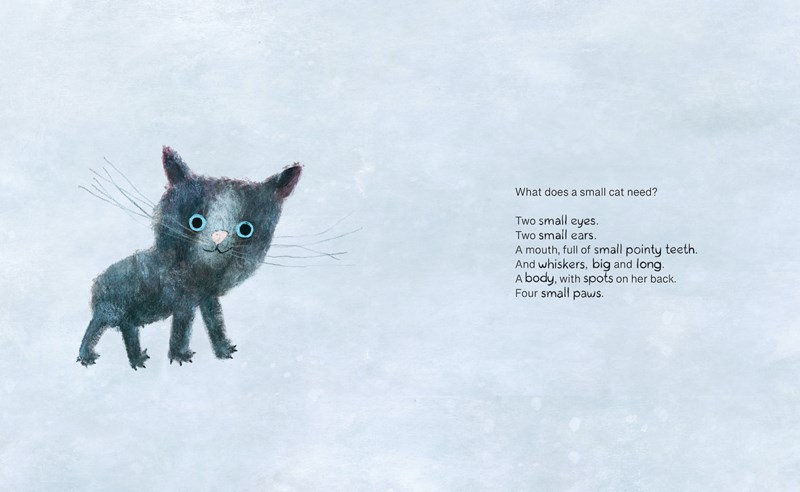 What does a small cat need?
Two small eyes.
Two small ears.
A mouth, full of small pointy teeth.
And whiskers, big and long.
A body, with spots on her back.
Four small paws.